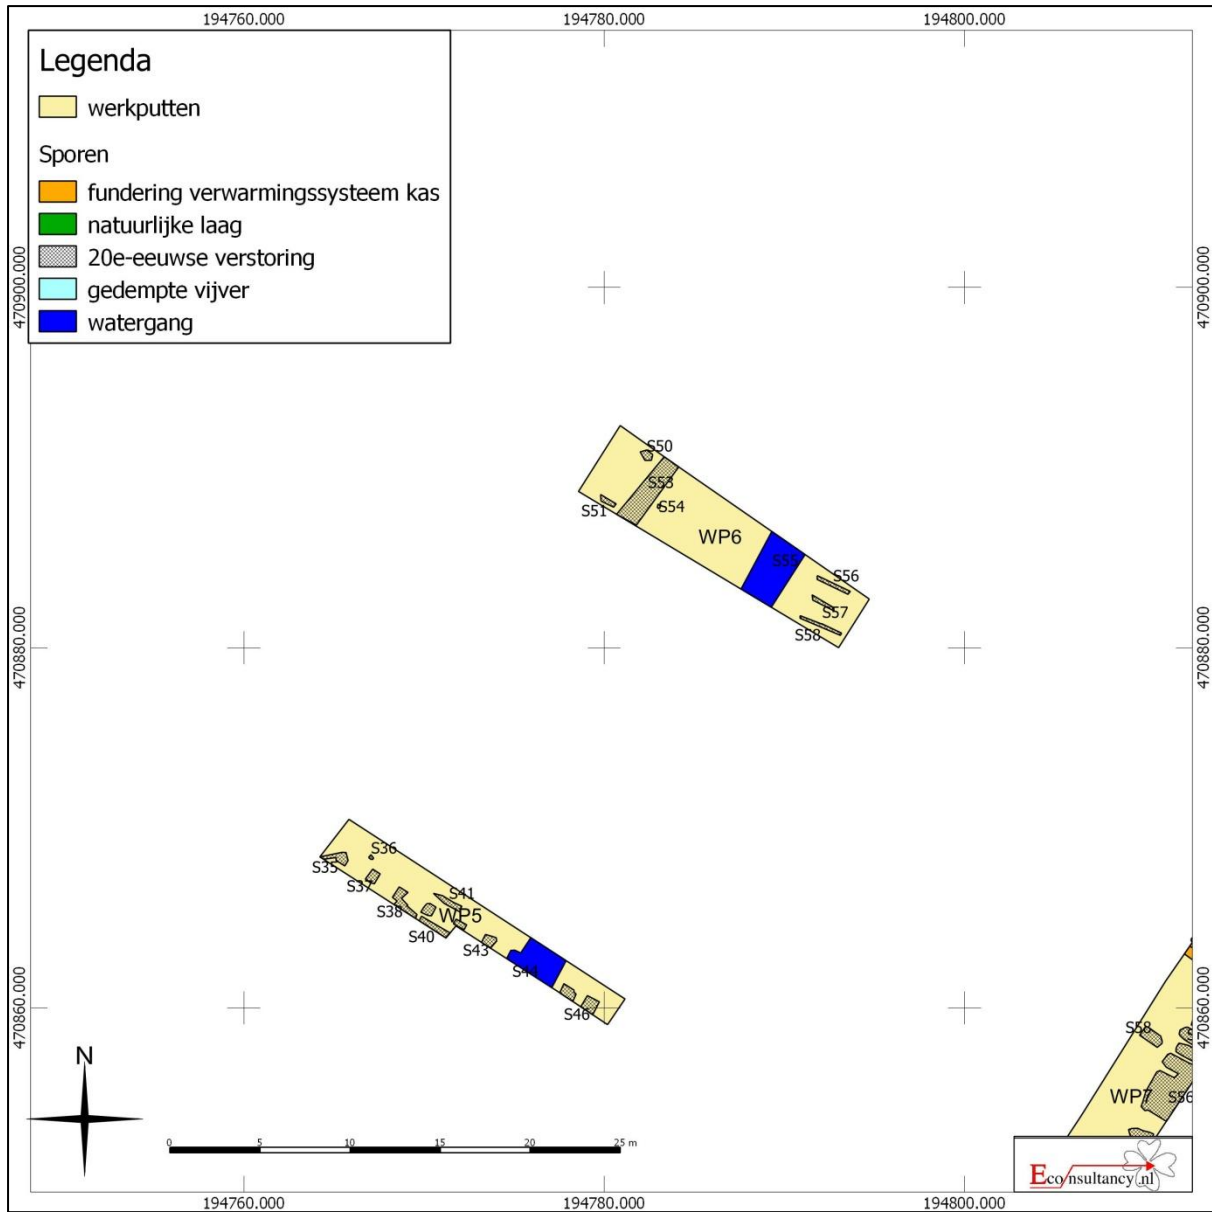 194760.000
194780.000
194800.000
Legenda
werkputten
Sporen
fundering verwarmingssysteem kas
natuurlijke laag
20e-eeuwse verstoring
gedempte vijver
watergang
470900.000
470900.000
S50
S53
S51
S54
WP6
S55
S56
S57
S58
470880.000
470880.000
S36
S35
S37
S41
S38
WP5
S40
S43
S44
S46
470860.000
470860.000
S58
WP7
S56
N
0 5 10 15 20 25 m
Econsultancy.nl
194760.000
194780.000
194800.000